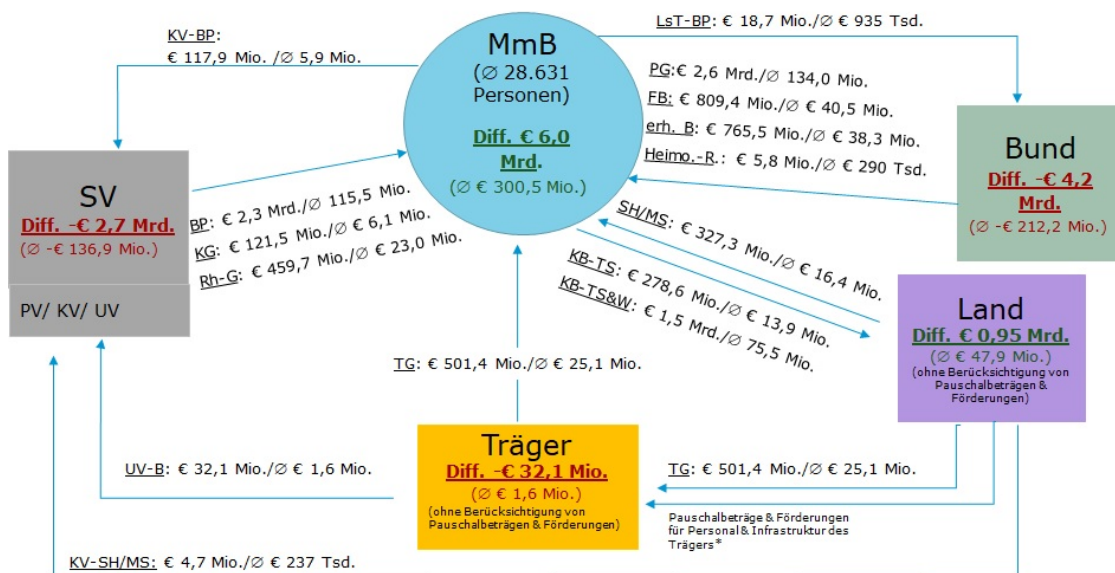 KV-BP:
€ 117,9 Mio. /∅ 5,9 Mio.
MmB
(∅ 28.631
Personen)
Diff. € 6,0
Mrd.
(∅ € 300,5 Mio.)
LsT-BP: € 18,7 Mio./∅ € 935 Tsd.
PG:€ 2,6 Mrd./∅ 134,0 Mio.
FB: € 809,4 Mio./∅ € 40,5 Mio.
erh. B: € 765,5 Mio./∅ € 38,3 Mio.
Heimo.-R.: € 5,8 Mio./∅ € 290 Tsd.
Bund
Diff. -€ 4,2
Mrd.
(∅ -€ 212,2 Mio.)
SV
Diff. -€ 2,7 Mrd.
(∅ -€ 136,9 Mio.)
PV/ KV/ UV
BP: € 2,3 Mrd./∅ 115,5 Mio.
KG: € 121,5 Mio./∅ € 6,1 Mio.
Rh-G: € 459,7 Mio./∅ € 23,0 Mio.
SH/MS: € 327,3 Mio./∅ € 16,4 Mio.
KB-TS: € 278,6 Mio./∅ € 13,9 Mio.
KB-TS&W: € 1,5 Mrd./∅ 75,5 Mio.
Land
Diff. € 0,95 Mrd.
(∅ € 47,9 Mio.)
(ohne Berücksichtigung von
Pauschalbeträgen &
Förderungen)
TG: € 501,4 Mio./∅ € 25,1 Mio.
Träger
Diff. -€ 32,1 Mio.
(∅ € 1,6 Mio.)
(ohne Berücksichtigung von
Pauschalbeträgen & Förderungen)
UV-B: € 32,1 Mio./∅ € 1,6 Mio.
TG: € 501,4 Mio./∅ € 25,1 Mio.
Pauschalbeträge & Förderungen
für Personal & Infrastruktur des
Trägers*
KV-SH/MS: € 4,7 Mio./∅ € 237 Tsd.